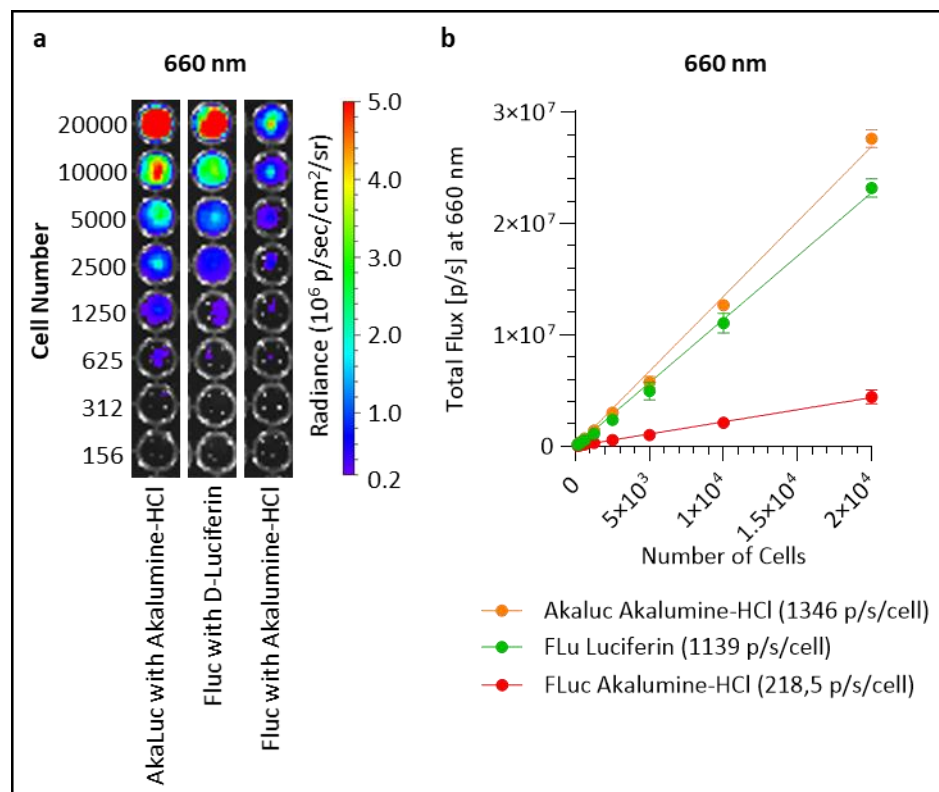 a
660 nm
Cell Number
20000
10000
5000
2500
1250
625
312
156
5.0
4.0
3.0
2.0
1.0
0.2
Radiance (10⁶ p/sec/cm²/sr)
AkaLuc with Akalumine-HCl
Fluc with D-Luciferin
Fluc with Akalumine-HCl
b
660 nm
Total Flux [p/s] at 660 nm
3×10⁷
2×10⁷
1×10⁷
0
0
5×10³
1×10⁴
1.5×10⁴
2×10⁴
Number of Cells
Akaluc Akalumine-HCl (1346 p/s/cell)
FLu Luciferin (1139 p/s/cell)
FLuc Akalumine-HCl (218,5 p/s/cell)